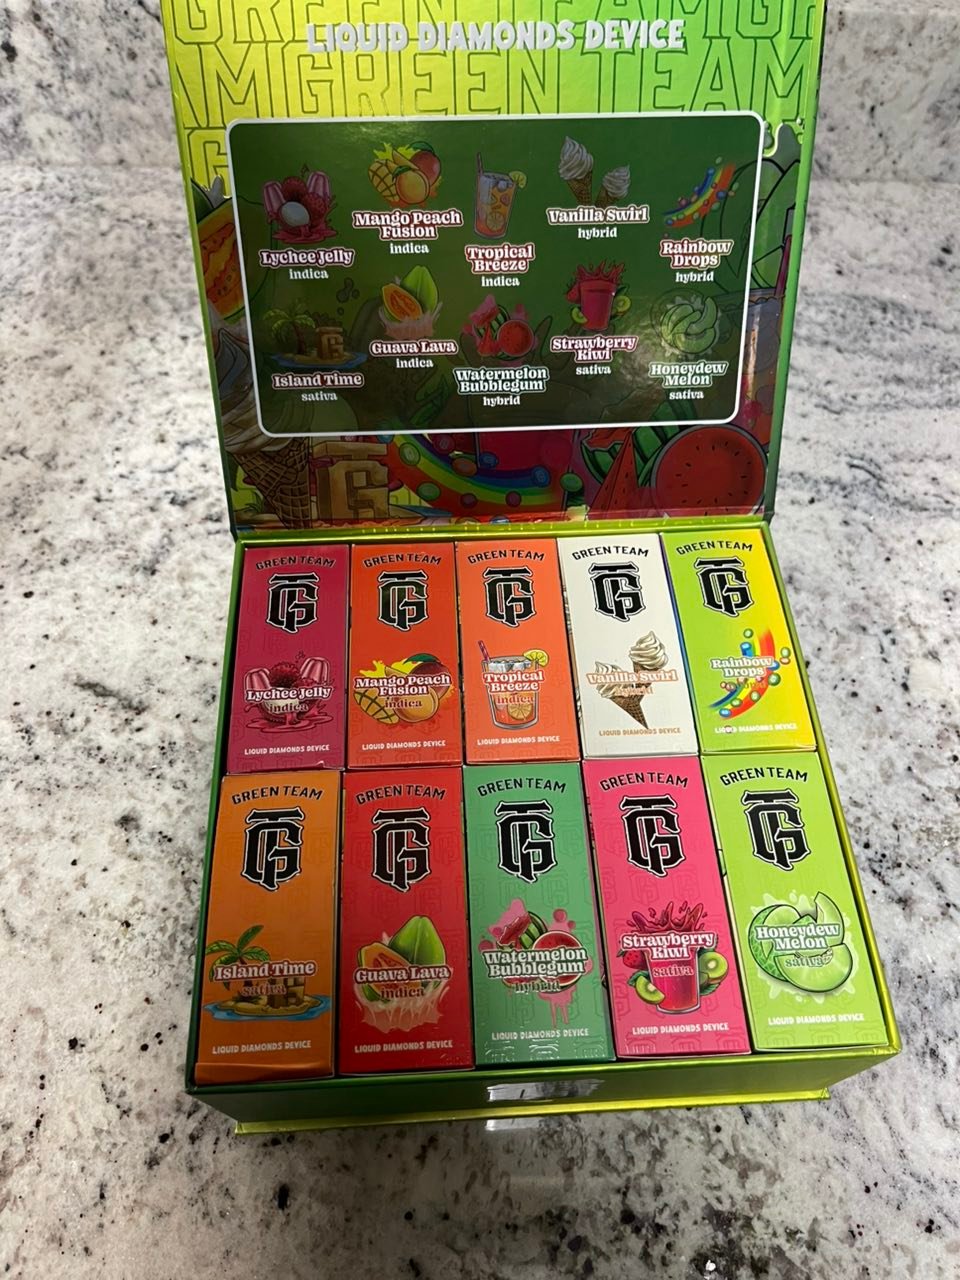 GREEN TEAM
LIQUID DIAMONDS DEVICE
GREEN TEAM
Lychee Jelly
indica
Mango Peach
Fusion
indica
Tropical
Breeze
indica
Vanilla Swirl
hybrid
Rainbow
Drops
hybrid
Island Time
sativa
Guava Lava
indica
Watermelon
Bubblegum
hybrid
Strawberry
Kiwi
sativa
Honeydew
Melon
sativa
GREEN TEAM
Lychee Jelly
indica
LIQUID DIAMONDS DEVICE
GREEN TEAM
Mango Peach
Fusion
indica
LIQUID DIAMONDS DEVICE
GREEN TEAM
Tropical
Breeze
indica
LIQUID DIAMONDS DEVICE
GREEN TEAM
Vanilla Swirl
hybrid
LIQUID DIAMONDS DEVICE
GREEN TEAM
Rainbow
Drops
hybrid
LIQUID DIAMONDS DEVICE
GREEN TEAM
Island Time
sativa
LIQUID DIAMONDS DEVICE
GREEN TEAM
Guava Lava
indica
LIQUID DIAMONDS DEVICE
GREEN TEAM
Watermelon
Bubblegum
hybrid
LIQUID DIAMONDS DEVICE
GREEN TEAM
Strawberry
Kiwi
sativa
LIQUID DIAMONDS DEVICE
GREEN TEAM
Honeydew
Melon
sativa
LIQUID DIAMONDS DEVICE